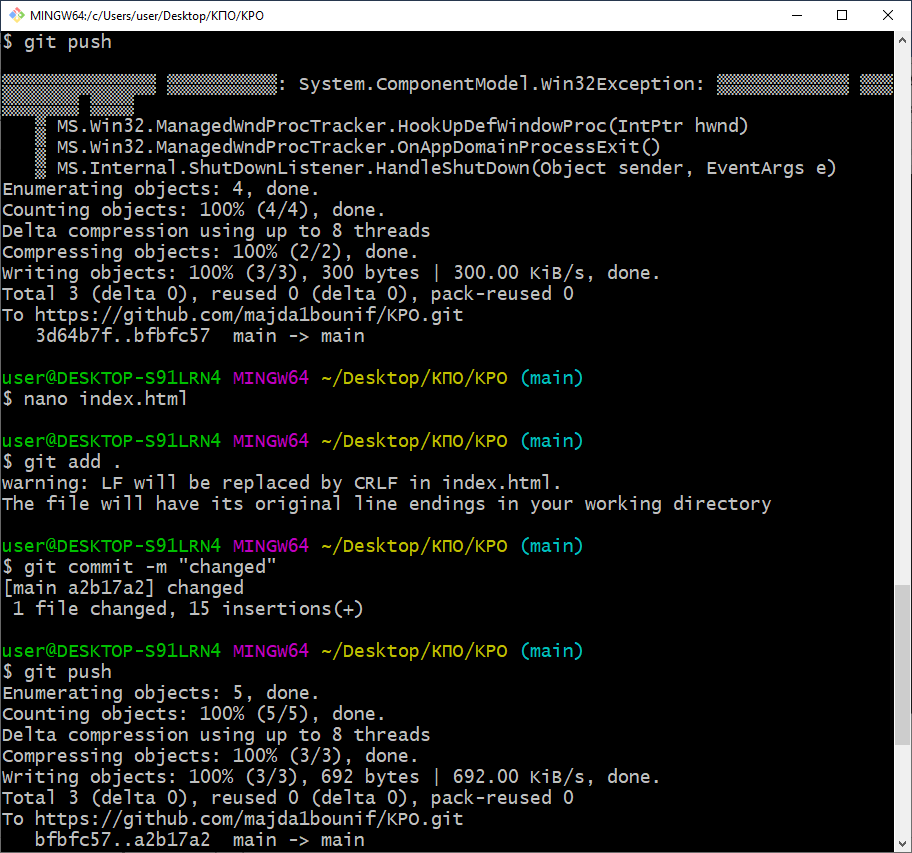 MINGW64:/c/Users/user/Desktop/КПО/KPO
$ git push
: System.ComponentModel.Win32Exception:
MS.Win32.ManagedWndProcTracker.HookUpDefWindowProc(IntPtr hwnd)
MS.Win32.ManagedWndProcTracker.OnAppDomainProcessExit()
MS.Internal.ShutDownListener.HandleShutDown(Object sender, EventArgs e)
Enumerating objects: 4, done.
Counting objects: 100% (4/4), done.
Delta compression using up to 8 threads
Compressing objects: 100% (2/2), done.
Writing objects: 100% (3/3), 300 bytes | 300.00 KiB/s, done.
Total 3 (delta 0), reused 0 (delta 0), pack-reused 0
To https://github.com/majda1bounif/KPO.git
3d64b7f..bfbfc57  main -> main
user@DESKTOP-S91LRN4 MINGW64 ~/Desktop/КПО/KPO (main)
$ nano index.html
user@DESKTOP-S91LRN4 MINGW64 ~/Desktop/КПО/KPO (main)
$ git add .
warning: LF will be replaced by CRLF in index.html.
The file will have its original line endings in your working directory
user@DESKTOP-S91LRN4 MINGW64 ~/Desktop/КПО/KPO (main)
$ git commit -m "changed"
[main a2b17a2] changed
1 file changed, 15 insertions(+)
user@DESKTOP-S91LRN4 MINGW64 ~/Desktop/КПО/KPO (main)
$ git push
Enumerating objects: 5, done.
Counting objects: 100% (5/5), done.
Delta compression using up to 8 threads
Compressing objects: 100% (3/3), done.
Writing objects: 100% (3/3), 692 bytes | 692.00 KiB/s, done.
Total 3 (delta 0), reused 0 (delta 0), pack-reused 0
To https://github.com/majda1bounif/KPO.git
bfbfc57..a2b17a2  main -> main